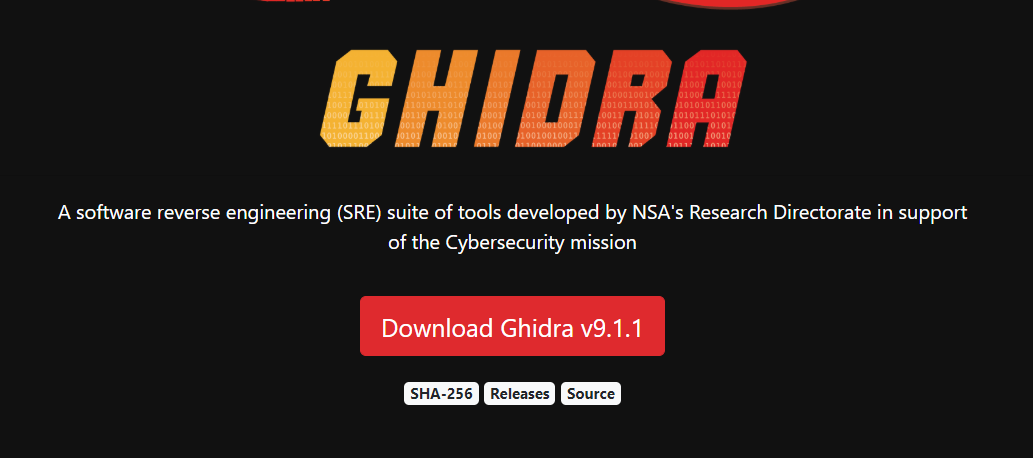 GHIDRA
A software reverse engineering (SRE) suite of tools developed by NSA's Research Directorate in support
of the Cybersecurity mission
Download Ghidra v9.1.1
SHA-256 Releases Source